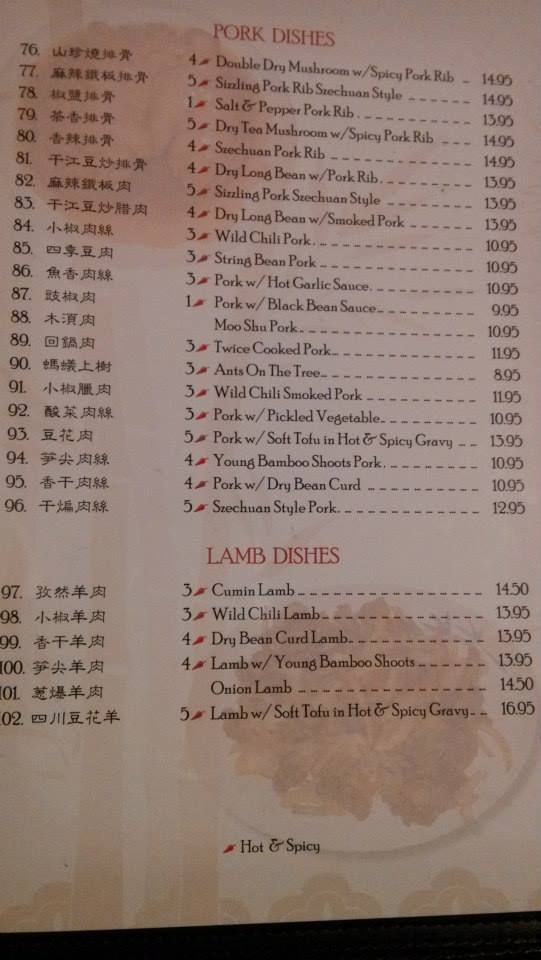 PORK DISHES
76. 山珍燒排骨 4 Double Dry Mushroom w/Spicy Pork Rib 14.95
77. 麻辣鐵板排骨 5 Sizzling Pork Rib Szechuan Style 14.95
78. 椒鹽排骨 1 Salt & Pepper Pork Rib 13.95
79. 茶香排骨 5 Dry Tea Mushroom w/Spicy Pork Rib 14.95
80. 香辣排骨 4 Szechuan Pork Rib 14.95
81. 干江豆炒排骨 4 Dry Long Bean w/Pork Rib 13.95
82. 麻辣鐵板肉 5 Sizzling Pork Szechuan Style 13.95
83. 干江豆炒腊肉 4 Dry Long Bean w/Smoked Pork 13.95
84. 小椒肉絲 3 Wild Chili Pork 10.95
85. 四季豆肉 3 String Bean Pork 10.95
86. 魚香肉絲 3 Pork w/ Hot Garlic Sauce 10.95
87. 豉椒肉 1 Pork w/ Black Bean Sauce 9.95
88. 木須肉 Moo Shu Pork 10.95
89. 回鍋肉 3 Twice Cooked Pork 11.95
90. 螞蟻上樹 3 Ants On The Tree 8.95
91. 小椒臘肉 3 Wild Chili Smoked Pork 11.95
92. 酸菜肉絲 3 Pork w/ Pickled Vegetable 10.95
93. 豆花肉 5 Pork w/ Soft Tofu in Hot & Spicy Gravy 13.95
94. 笋尖肉絲 4 Young Bamboo Shoots Pork 10.95
95. 香干肉絲 4 Pork w/ Dry Bean Curd 10.95
96. 干煸肉絲 5 Szechuan Style Pork 12.95
LAMB DISHES
97. 孜然羊肉 3 Cumin Lamb 14.50
98. 小椒羊肉 3 Wild Chili Lamb 13.95
99. 香干羊肉 4 Dry Bean Curd Lamb 13.95
100. 笋尖羊肉 4 Lamb w/ Young Bamboo Shoots 13.95
101. 蔥爆羊肉 Onion Lamb 14.50
102. 四川豆花羊 5 Lamb w/ Soft Tofu in Hot & Spicy Gravy 16.95
Hot & Spicy